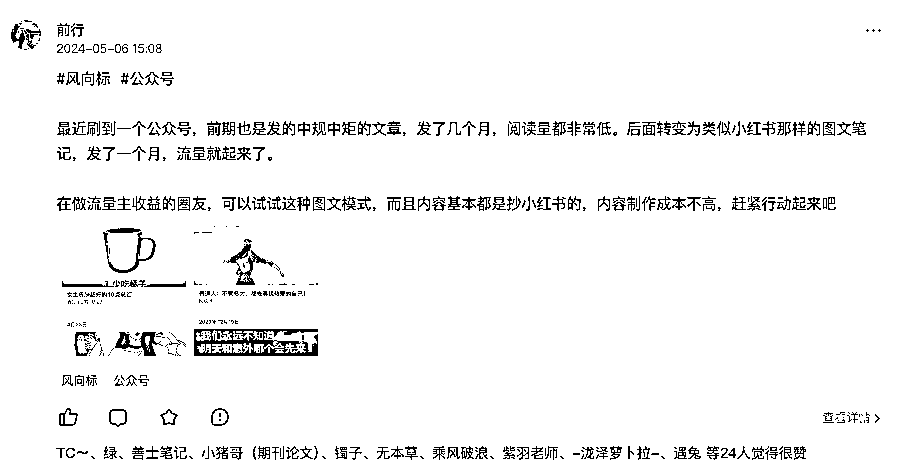 前行
2024-05-06 15:08
#风向标 #公众号
最近刷到一个公众号，前期也是发的中规中矩的文章，发了几个月，阅读量都非常低。后面转变为类似小红书那样的图文笔
记，发了一个月，流量就起来了。
在做流量主收益的圈友，可以试试这种图文模式，而且内容基本都是抄小红书的，内容制作成本不高，赶紧行动起来吧
我们永远不知道
明天和意外哪个会先来
风向标 公众号
查看详情
TC～、绿、善士笔记、小猪哥（期刊论文）、镯子、无本草、乘风破浪、紫羽老师、-泷泽萝卜拉-、遇兔 等24人觉得很赞